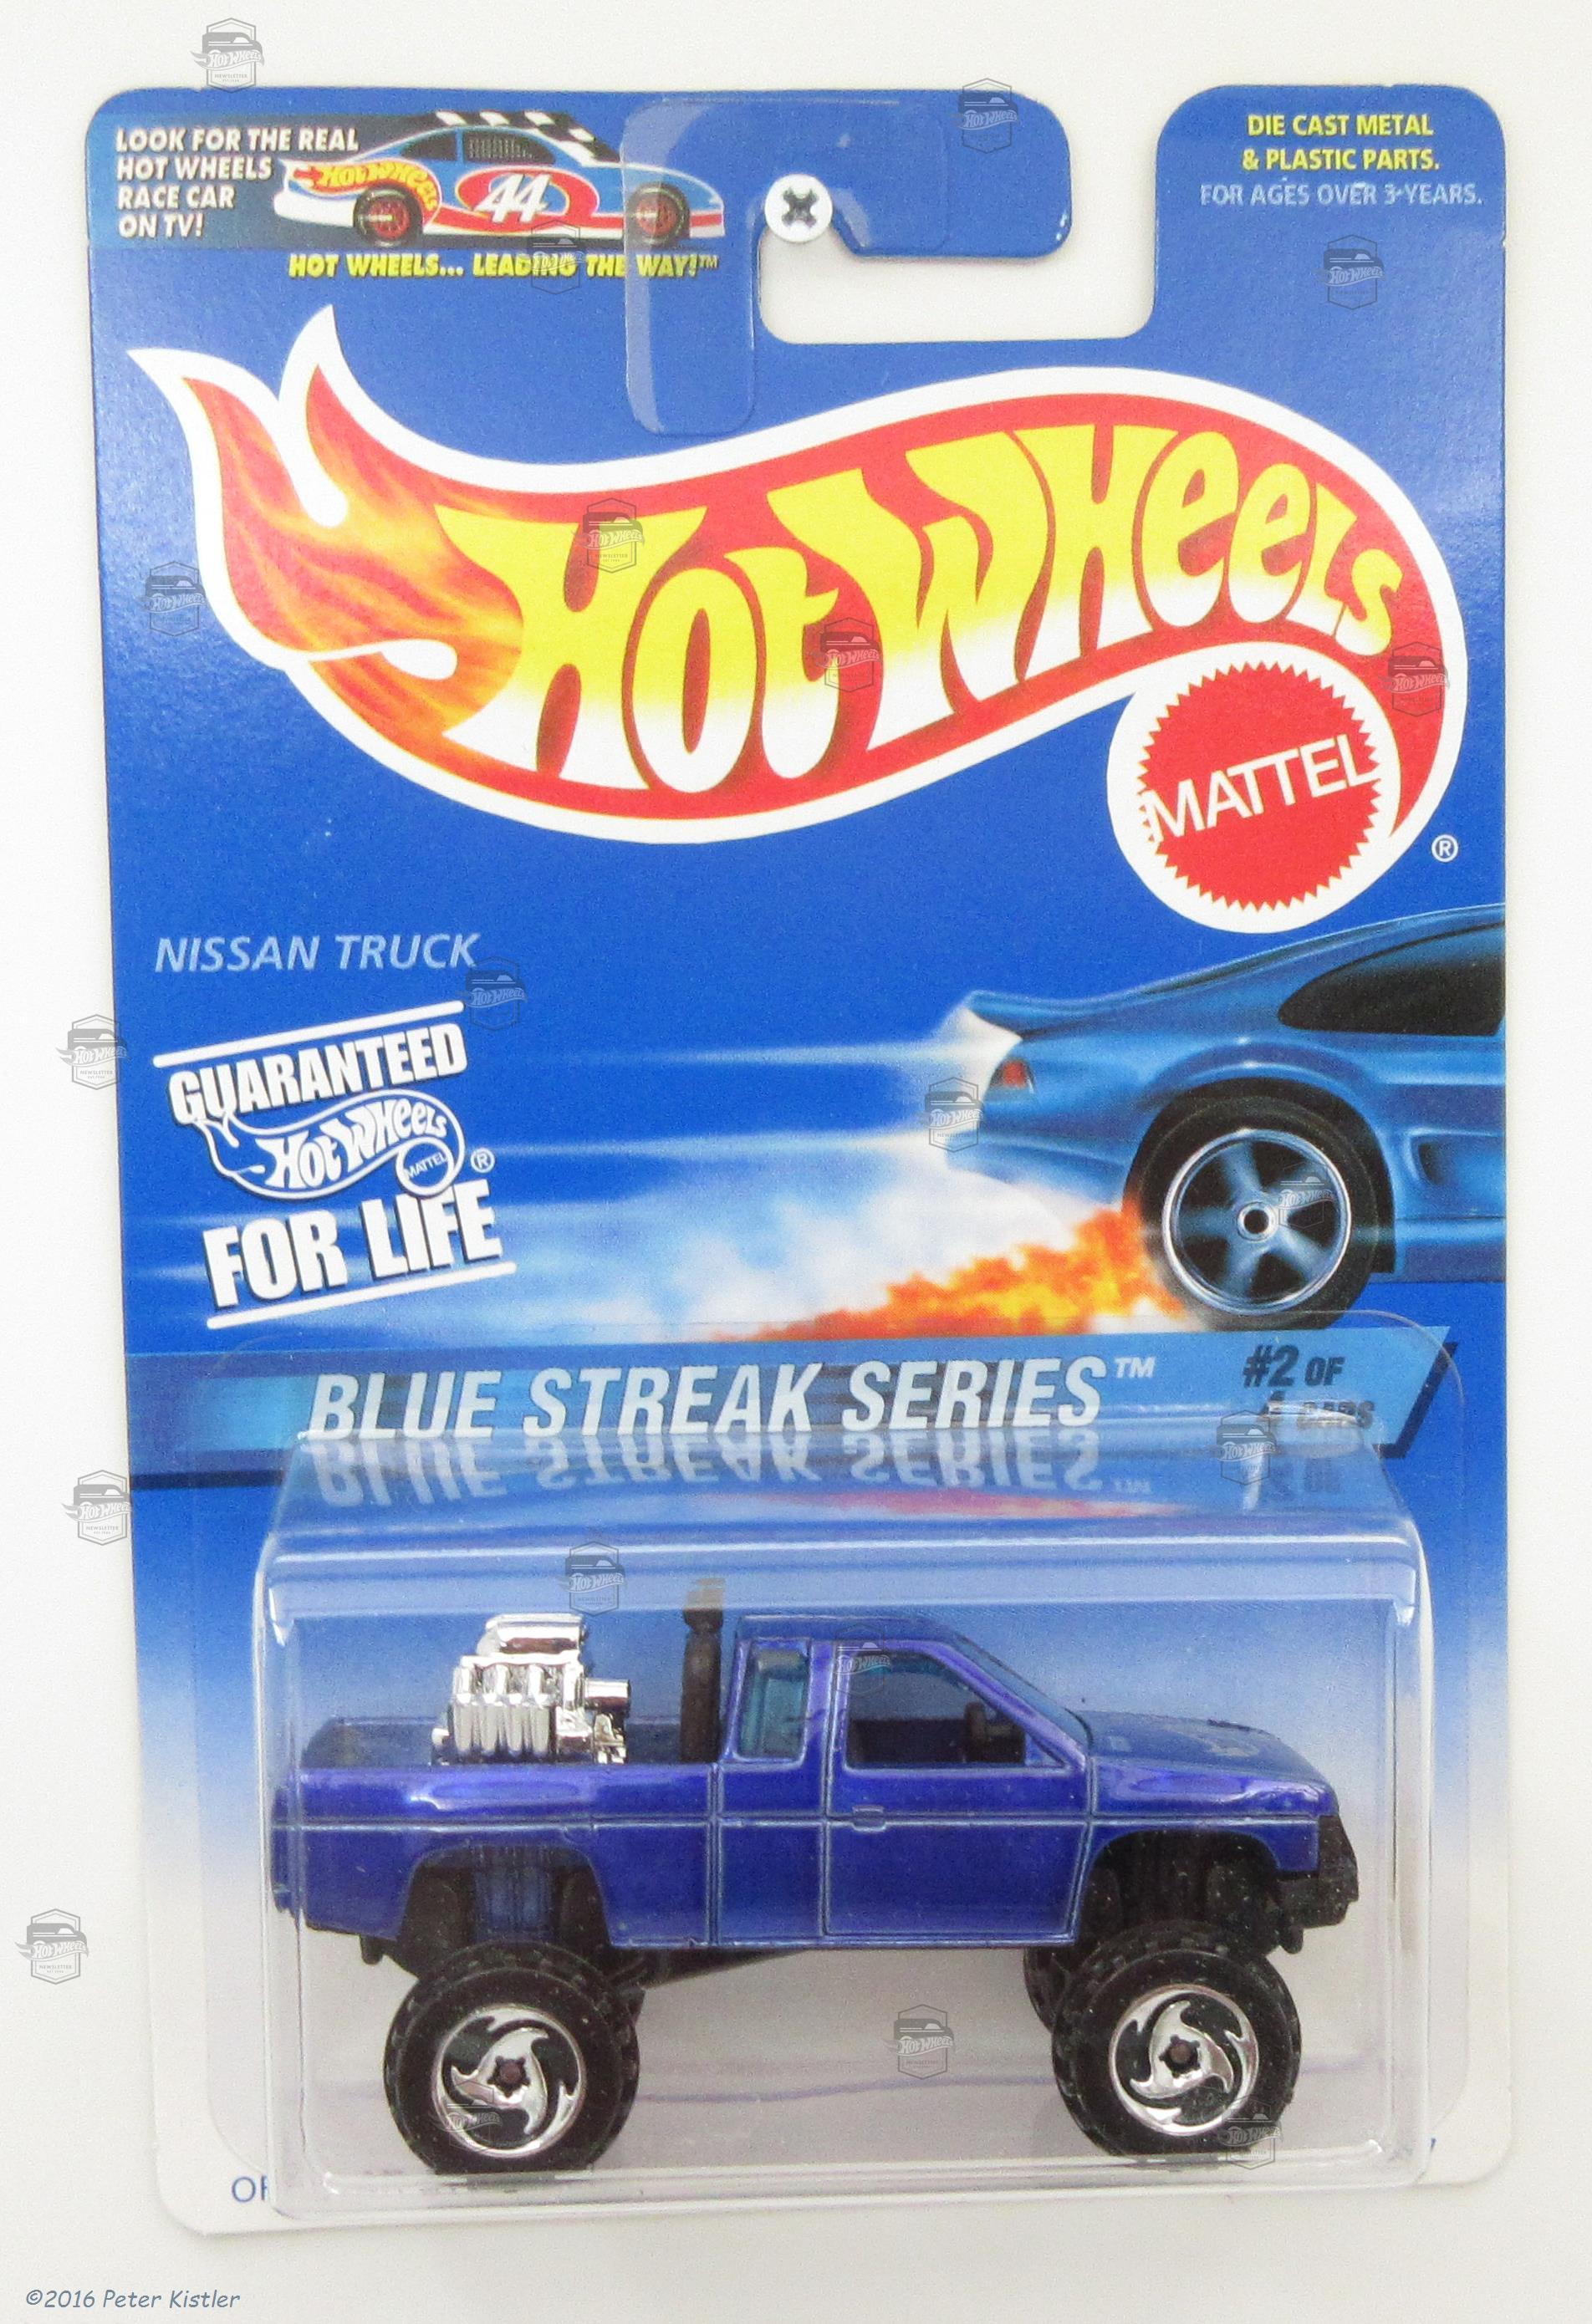 LOOK FOR THE REAL
HOT WHEELS
RACE CAR
ON TV!
Hot Wheels
44
HOT WHEELS... LEADING THE WAY!™
DIE CAST METAL
& PLASTIC PARTS.
FOR AGES OVER 3 YEARS.
Hot Wheels
MATTEL
®
NISSAN TRUCK
GUARANTEED
Hot Wheels
MATTEL
®
FOR LIFE
BLUE STREAK SERIES™
#2 OF
4 CARS
©2016 Peter Kistler